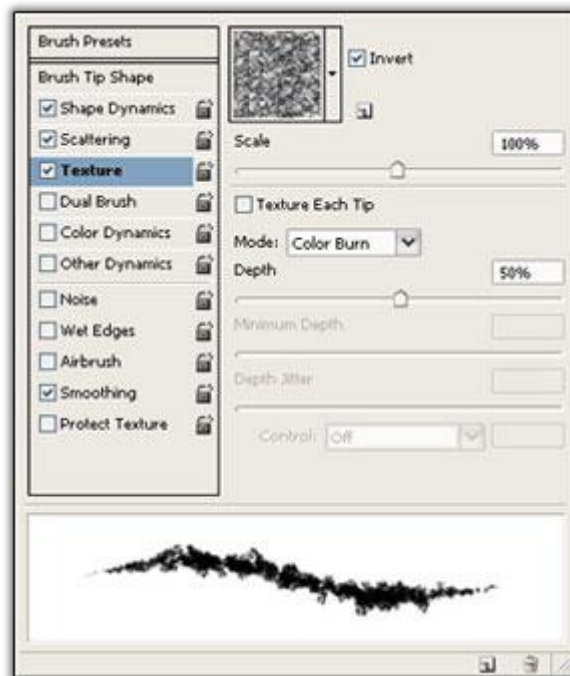 Brush Presets
Brush Tip Shape
Shape Dynamics
Scattering
Texture
Dual Brush
Color Dynamics
Other Dynamics
Noise
Wet Edges
Airbrush
Smoothing
Protect Texture
Invert
Scale 100%
Texture Each Tip
Mode: Color Burn
Depth 50%
Minimum Depth
Depth Jitter
Control: Off